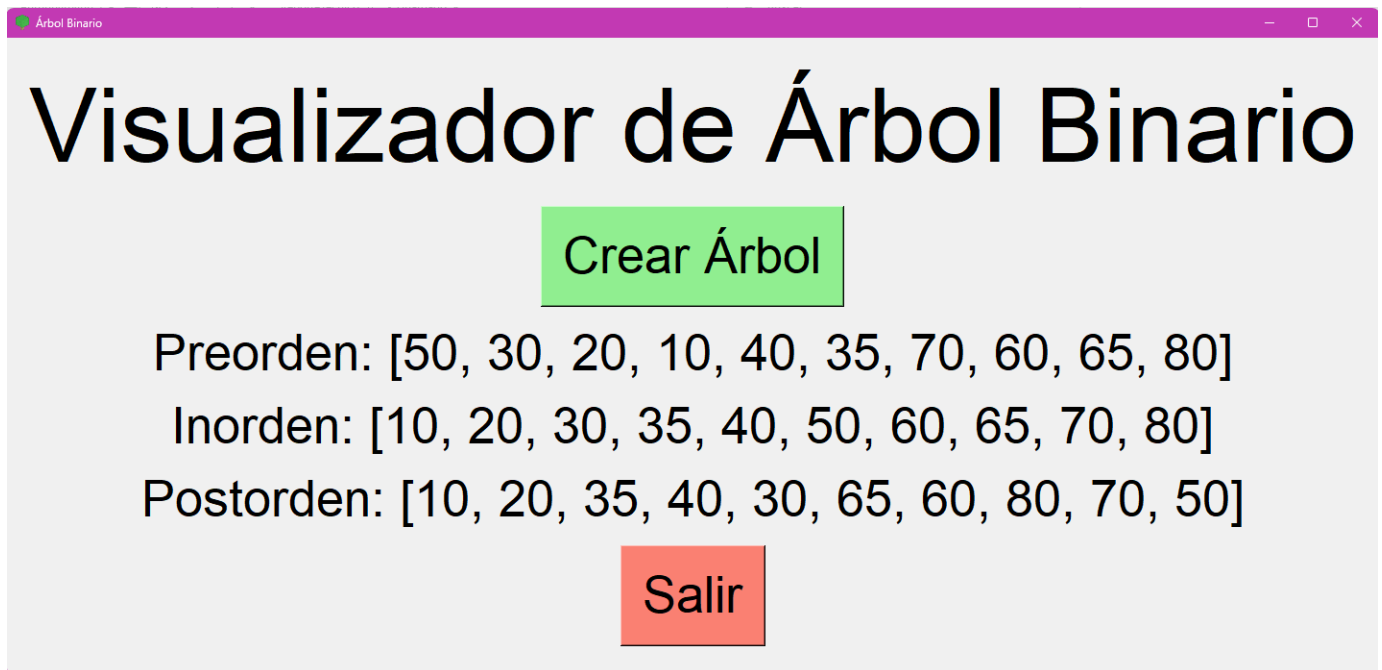 Árbol Binario
Visualizador de Árbol Binario
Crear Árbol
Preorden: [50, 30, 20, 10, 40, 35, 70, 60, 65, 80]
Inorden: [10, 20, 30, 35, 40, 50, 60, 65, 70, 80]
Postorden: [10, 20, 35, 40, 30, 65, 60, 80, 70, 50]
Salir